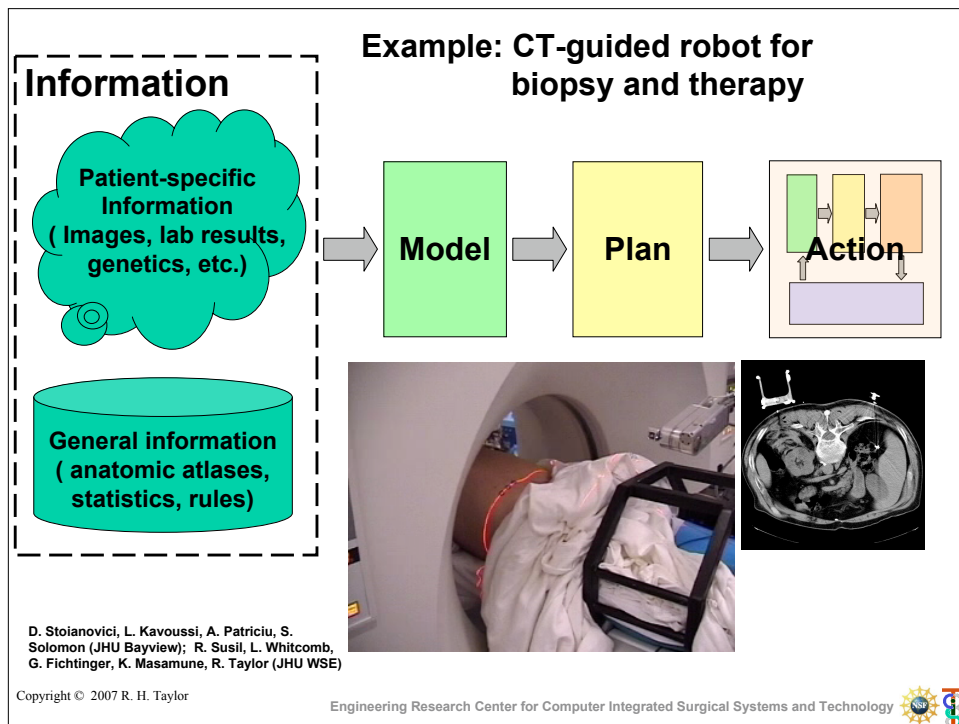 Example: CT-guided robot for
biopsy and therapy
Information
Patient-specific
Information
( Images, lab results,
genetics, etc.)
Model
Plan
Action
General information
( anatomic atlases,
statistics, rules)
D. Stoianovici, L. Kavoussi, A. Patriciu, S.
Solomon (JHU Bayview); R. Susil, L. Whitcomb,
G. Fichtinger, K. Masamune, R. Taylor (JHU WSE)
Copyright © 2007 R. H. Taylor
Engineering Research Center for Computer Integrated Surgical Systems and Technology
NSF